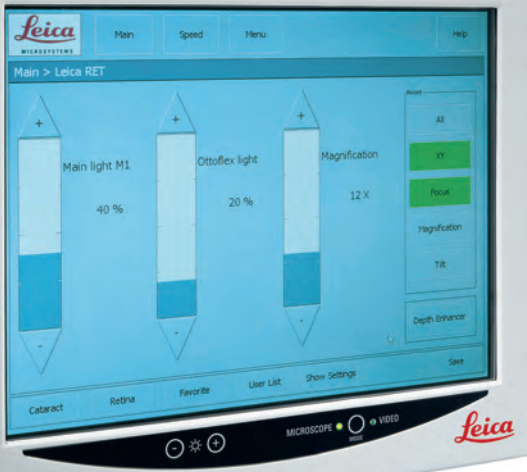 Leica
MICROSYSTEMS
Main Speed Menu Help
Main > Leica RET
Reset
+ + +
All
Main light M1 Ottoflex light Magnification
XY
40 % 20 % 12 X
Focus
Magnification
Tilt
- - -
Depth Enhancer
Cataract Retina Favorite User List Show Settings Save
- +
MICROSCOPE MODE VIDEO
Leica